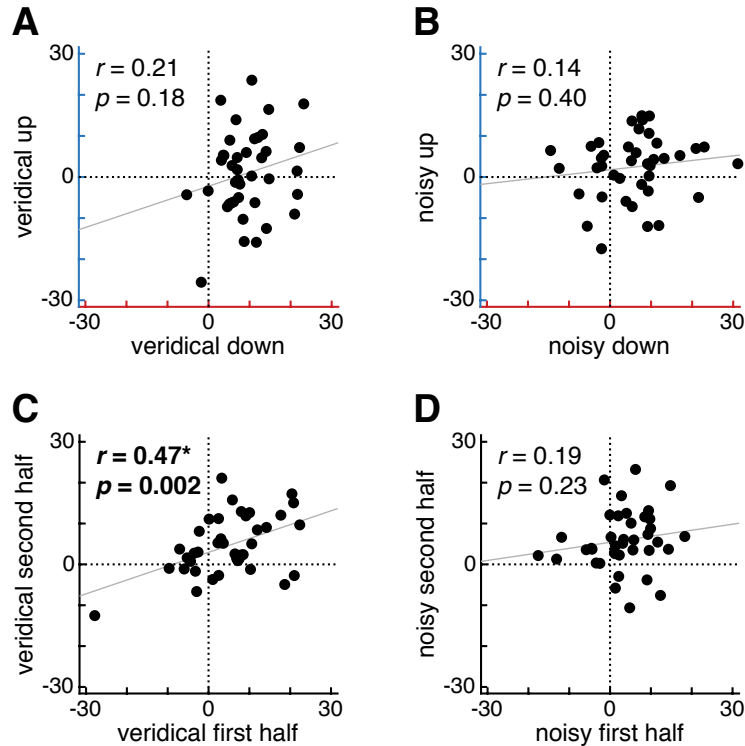 A
30
r = 0.21
p = 0.18
veridical up
0
-30
-30
0
30
veridical down
B
30
r = 0.14
p = 0.40
noisy up
0
-30
-30
0
30
noisy down
C
30
r = 0.47*
p = 0.002
veridical second half
0
-30
-30
0
30
veridical first half
D
30
r = 0.19
p = 0.23
noisy second half
0
-30
-30
0
30
noisy first half